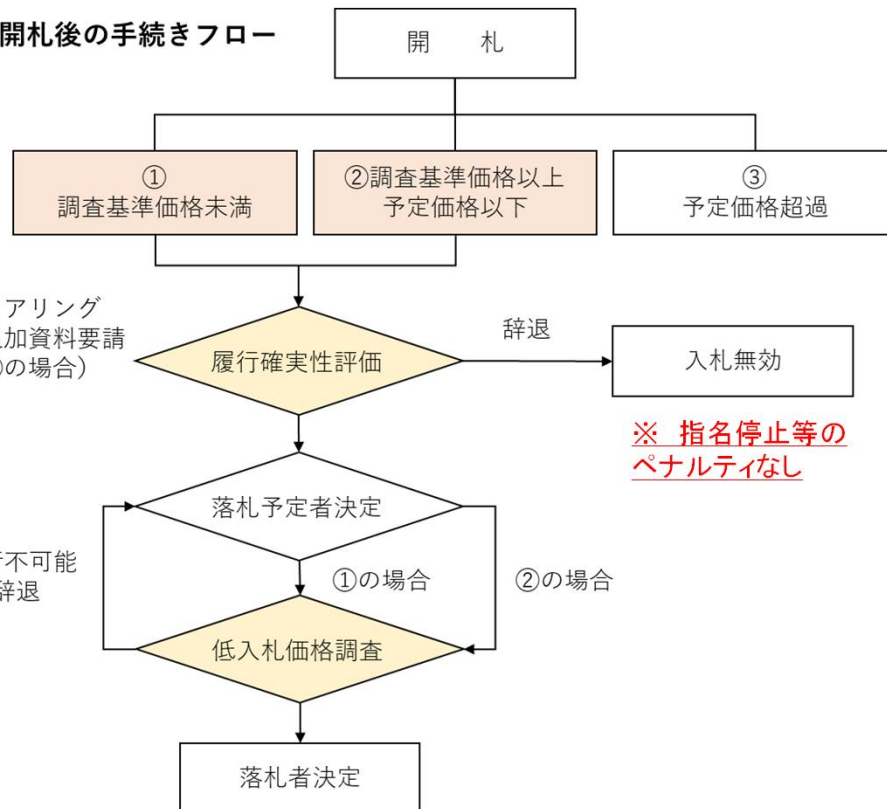 開札後の手続きフロー
開　札
①
調査基準価格未満
②調査基準価格以上
予定価格以下
③
予定価格超過
アリング
加資料要請
の場合）
履行確実性評価
辞退
入札無効
※　指名停止等の
ペナルティなし
落札予定者決定
不可能
辞退
①の場合
②の場合
低入札価格調査
落札者決定